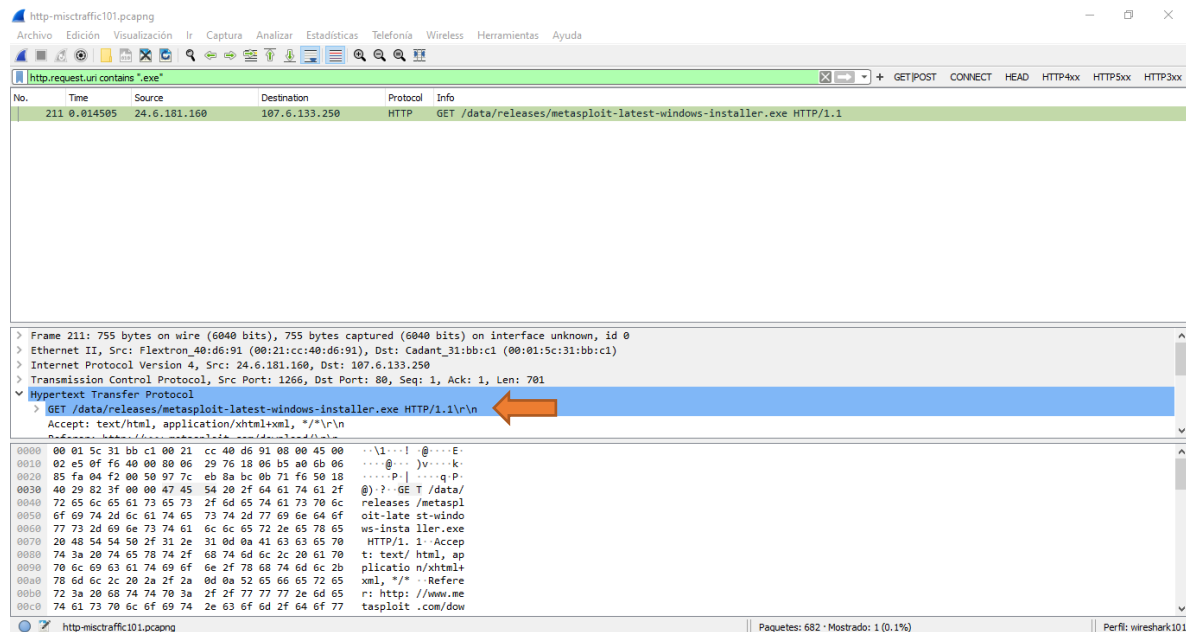 http-misctraffic101.pcapng
Archivo Edición Visualización Ir Captura Analizar Estadísticas Telefonía Wireless Herramientas Ayuda
http.request.uri contains ".exe"
GET|POST CONNECT HEAD HTTP4xx HTTP5xx HTTP3xx
No. Time Source Destination Protocol Info
211 0.014505 24.6.181.160 107.6.133.250 HTTP GET /data/releases/metasploit-latest-windows-installer.exe HTTP/1.1
Frame 211: 755 bytes on wire (6040 bits), 755 bytes captured (6040 bits) on interface unknown, id 0
Ethernet II, Src: Flextron_40:d6:91 (00:21:cc:40:d6:91), Dst: Cadant_31:bb:c1 (00:01:5c:31:bb:c1)
Internet Protocol Version 4, Src: 24.6.181.160, Dst: 107.6.133.250
Transmission Control Protocol, Src Port: 1266, Dst Port: 80, Seq: 1, Ack: 1, Len: 701
Hypertext Transfer Protocol
GET /data/releases/metasploit-latest-windows-installer.exe HTTP/1.1\r\n
Accept: text/html, application/xhtml+xml, */*\r\n
Referer: http://www.metasploit.com/download/\r\n
0000 00 01 5c 31 bb c1 00 21 cc 40 d6 91 08 00 45 00 ··\1···! ·@····E·
0010 02 e5 0f f6 40 00 80 06 29 76 18 06 b5 a0 6b 06 ····@··· )v····k·
0020 85 fa 04 f2 00 50 97 7c eb 8a bc 0b 71 f6 50 18 ·····P·| ····q·P·
0030 40 29 82 3f 00 00 47 45 54 20 2f 64 61 74 61 2f @)·?··GE T /data/
0040 72 65 6c 65 61 73 65 73 2f 6d 65 74 61 73 70 6c releases /metaspl
0050 6f 69 74 2d 6c 61 74 65 73 74 2d 77 69 6e 64 6f oit-late st-windo
0060 77 73 2d 69 6e 73 74 61 6c 6c 65 72 2e 65 78 65 ws-insta ller.exe
0070 20 48 54 54 50 2f 31 2e 31 0d 0a 41 63 63 65 70 HTTP/1. 1··Accep
0080 74 3a 20 74 65 78 74 2f 68 74 6d 6c 2c 20 61 70 t: text/ html, ap
0090 70 6c 69 63 61 74 69 6f 6e 2f 78 68 74 6d 6c 2b plicatio n/xhtml+
00a0 78 6d 6c 2c 20 2a 2f 2a 0d 0a 52 65 66 65 72 65 xml, */* ··Refere
00b0 72 3a 20 68 74 74 70 3a 2f 2f 77 77 77 2e 6d 65 r: http: //www.me
00c0 74 61 73 70 6c 6f 69 74 2e 63 6f 6d 2f 64 6f 77 tasploit .com/dow
http-misctraffic101.pcapng
Paquetes: 682 · Mostrado: 1 (0.1%)
Perfil: wireshark101